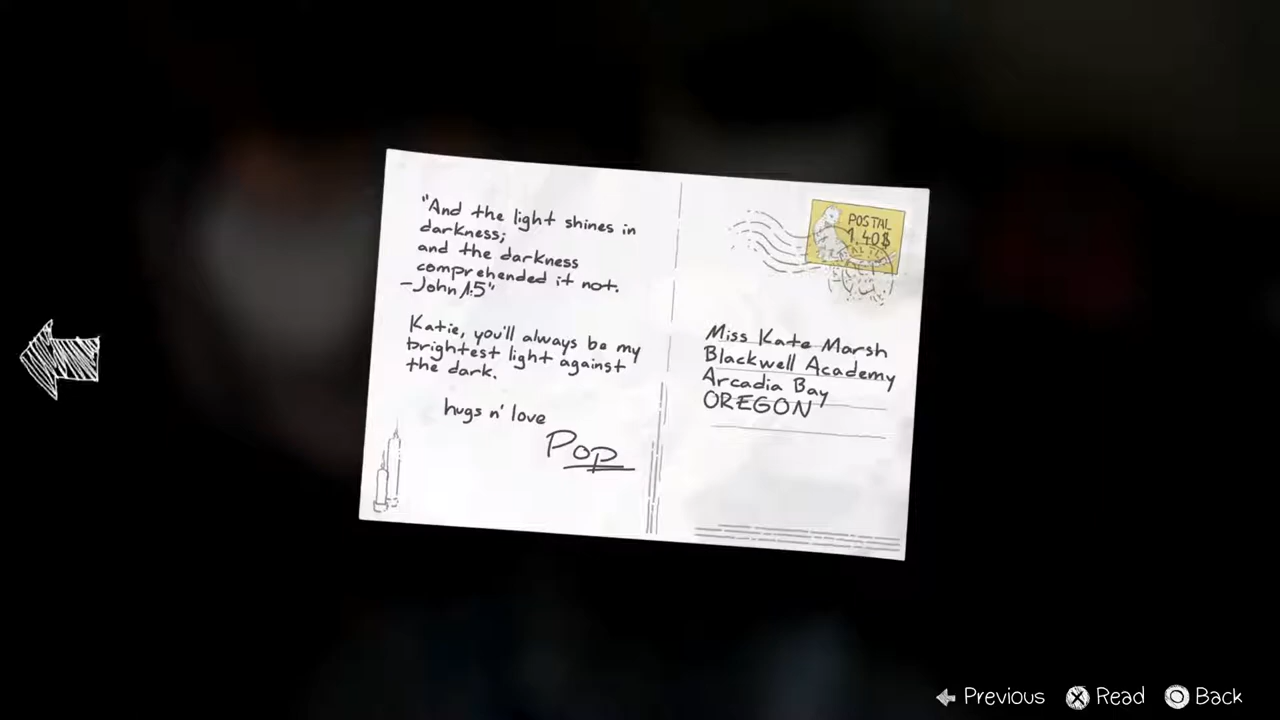 "And the light shines in
darkness;
and the darkness
comprehended it not.
-John 1:5"
Katie, you'll always be my
brightest light against
the dark.
hugs n' love
Pop
POSTAL
1.40$
Miss Kate Marsh
Blackwell Academy
Arcadia Bay
OREGON
Previous
Read
Back